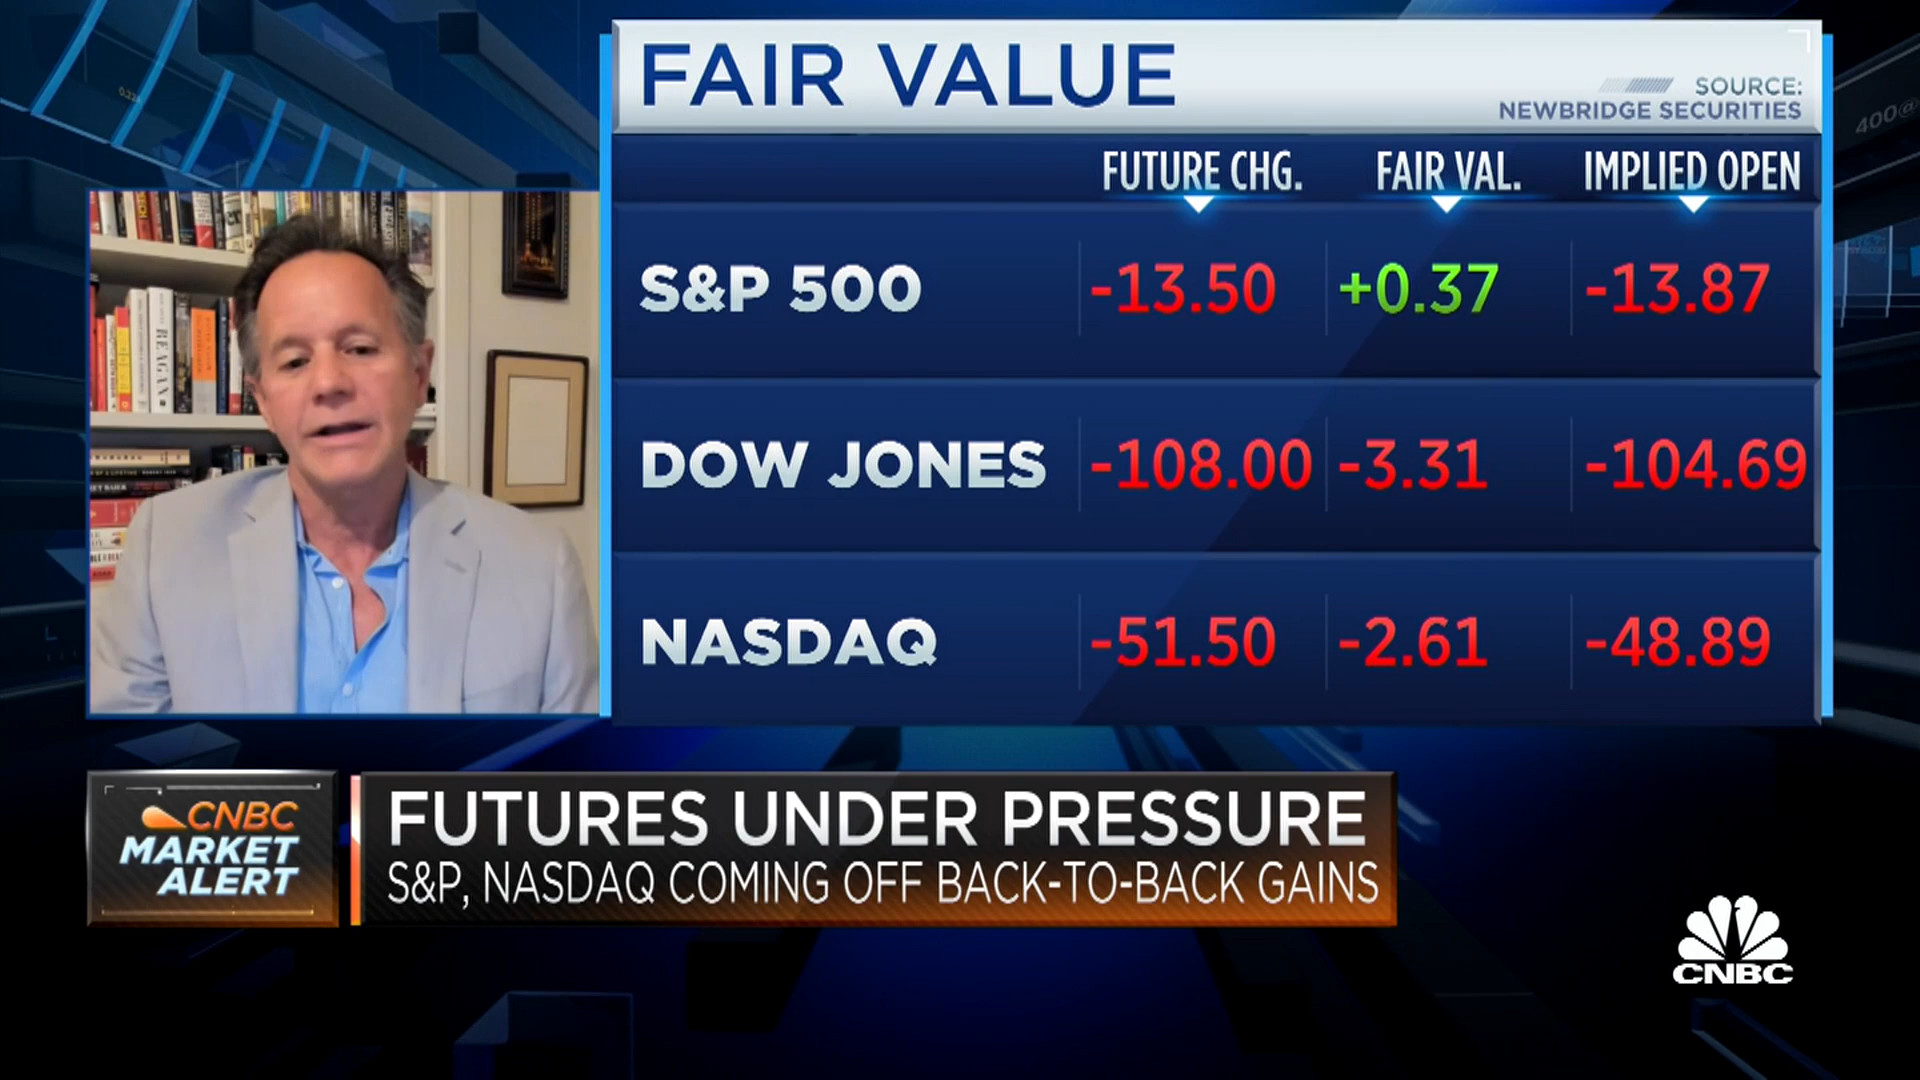 FAIR VALUE
SOURCE:
NEWBRIDGE SECURITIES
FUTURE CHG. FAIR VAL. IMPLIED OPEN
S&P 500 -13.50 +0.37 -13.87
DOW JONES -108.00 -3.31 -104.69
NASDAQ -51.50 -2.61 -48.89
REAGAN
CNBC
MARKET
ALERT
FUTURES UNDER PRESSURE
S&P, NASDAQ COMING OFF BACK-TO-BACK GAINS
CNBC
400@